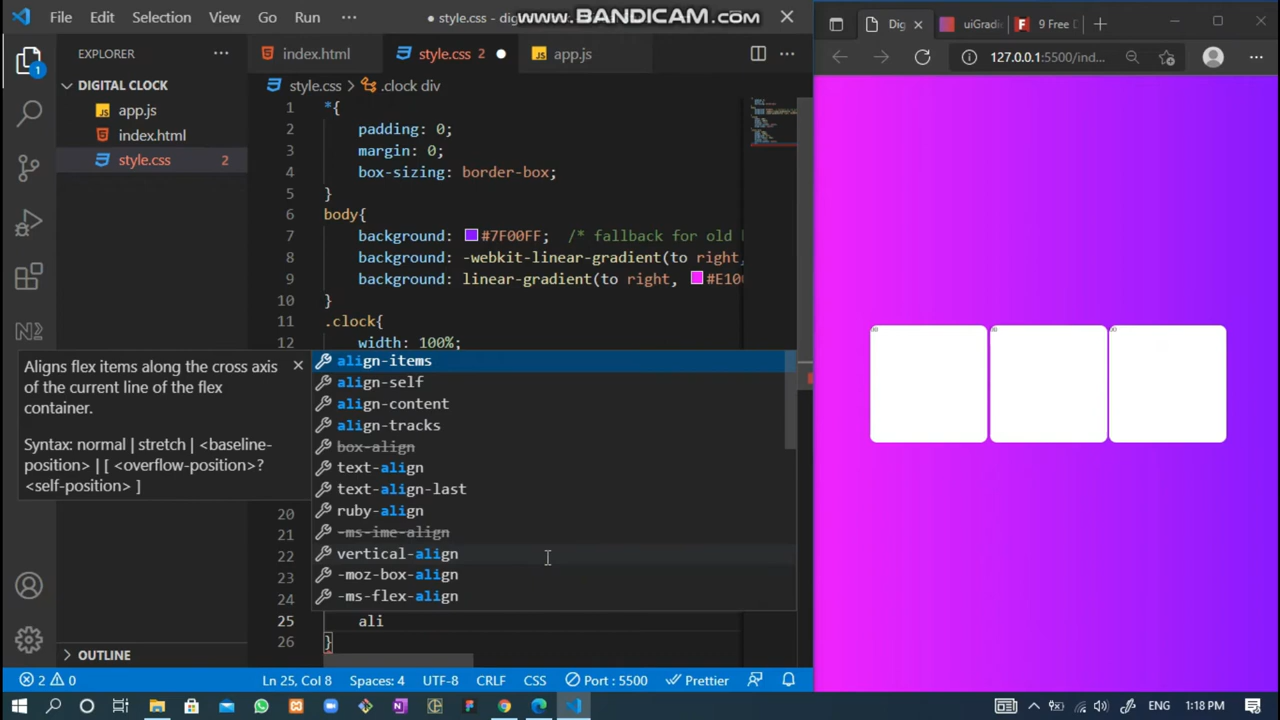 File Edit Selection View Go Run ··· ● style.css - dig
www.BANDICAM.com
EXPLORER ···
index.html
style.css 2 ●
app.js
···
DIGITAL CLOCK
app.js
index.html
style.css 2
1
style.css > .clock div
1 *{
2 padding: 0;
3 margin: 0;
4 box-sizing: border-box;
5 }
6 body{
7 background: #7F00FF; /* fallback for old
8 background: -webkit-linear-gradient(to right,
9 background: linear-gradient(to right, #E10
10 }
11 .clock{
12 width: 100%;
Aligns flex items along the cross axis
of the current line of the flex
container.
Syntax: normal | stretch | <baseline-
position> | [ <overflow-position>?
<self-position> ]
align-items
align-self
align-content
align-tracks
box-align
text-align
text-align-last
ruby-align
-ms-ime-align
vertical-align
-moz-box-align
-ms-flex-align
20
21
22
23
24
25 ali
26 }
OUTLINE
2 0 Ln 25, Col 8 Spaces: 4 UTF-8 CRLF CSS Port : 5500 Prettier
Dig
uiGradie
9 Free D
127.0.0.1:5500/ind...
ENG 1:18 PM